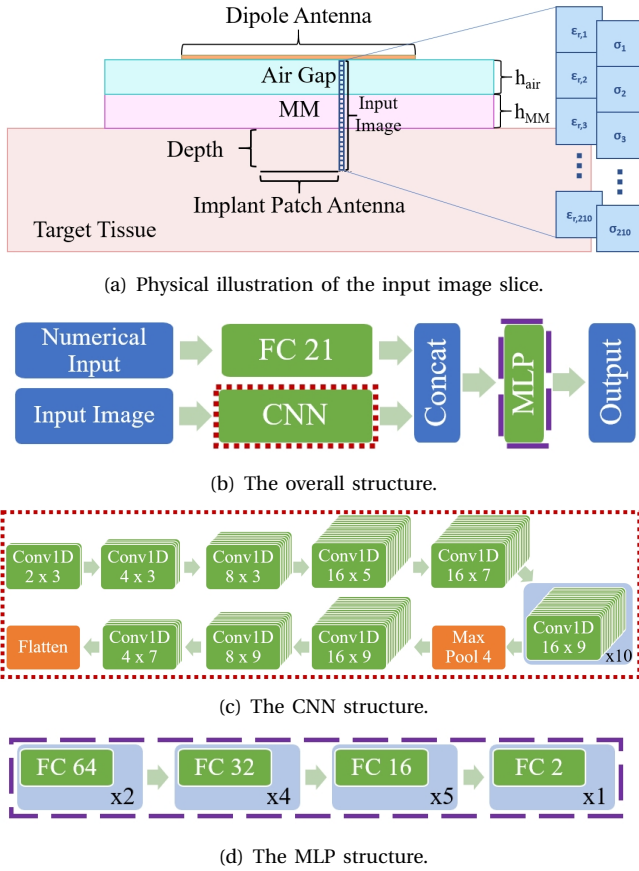 Dipole Antenna
Air Gap
h_air
MM
Input
Image
h_MM
Depth
Implant Patch Antenna
Target Tissue
ε_r,1
σ_1
ε_r,2
σ_2
ε_r,3
σ_3
ε_r,210
σ_210
(a) Physical illustration of the input image slice.
Numerical
Input
FC 21
Input Image
CNN
Concat
MLP
Output
(b) The overall structure.
Conv1D
2 x 3
Conv1D
4 x 3
Conv1D
8 x 3
Conv1D
16 x 5
Conv1D
16 x 7
Conv1D
16 x 9
x10
Max
Pool 4
Conv1D
16 x 9
Conv1D
8 x 9
Conv1D
4 x 7
Flatten
(c) The CNN structure.
FC 64
x2
FC 32
x4
FC 16
x5
FC 2
x1
(d) The MLP structure.